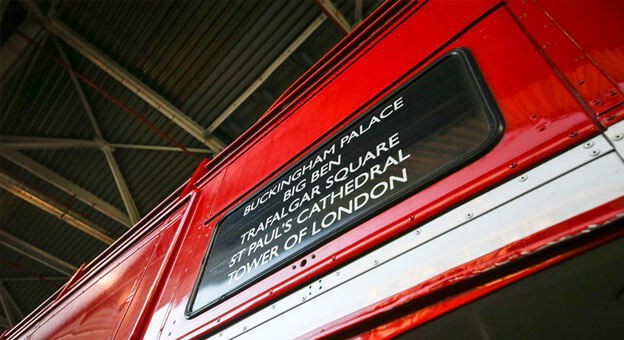 BUCKINGHAM PALACE
BIG BEN
TRAFALGAR SQUARE
ST PAUL'S CATHEDRAL
TOWER OF LONDON